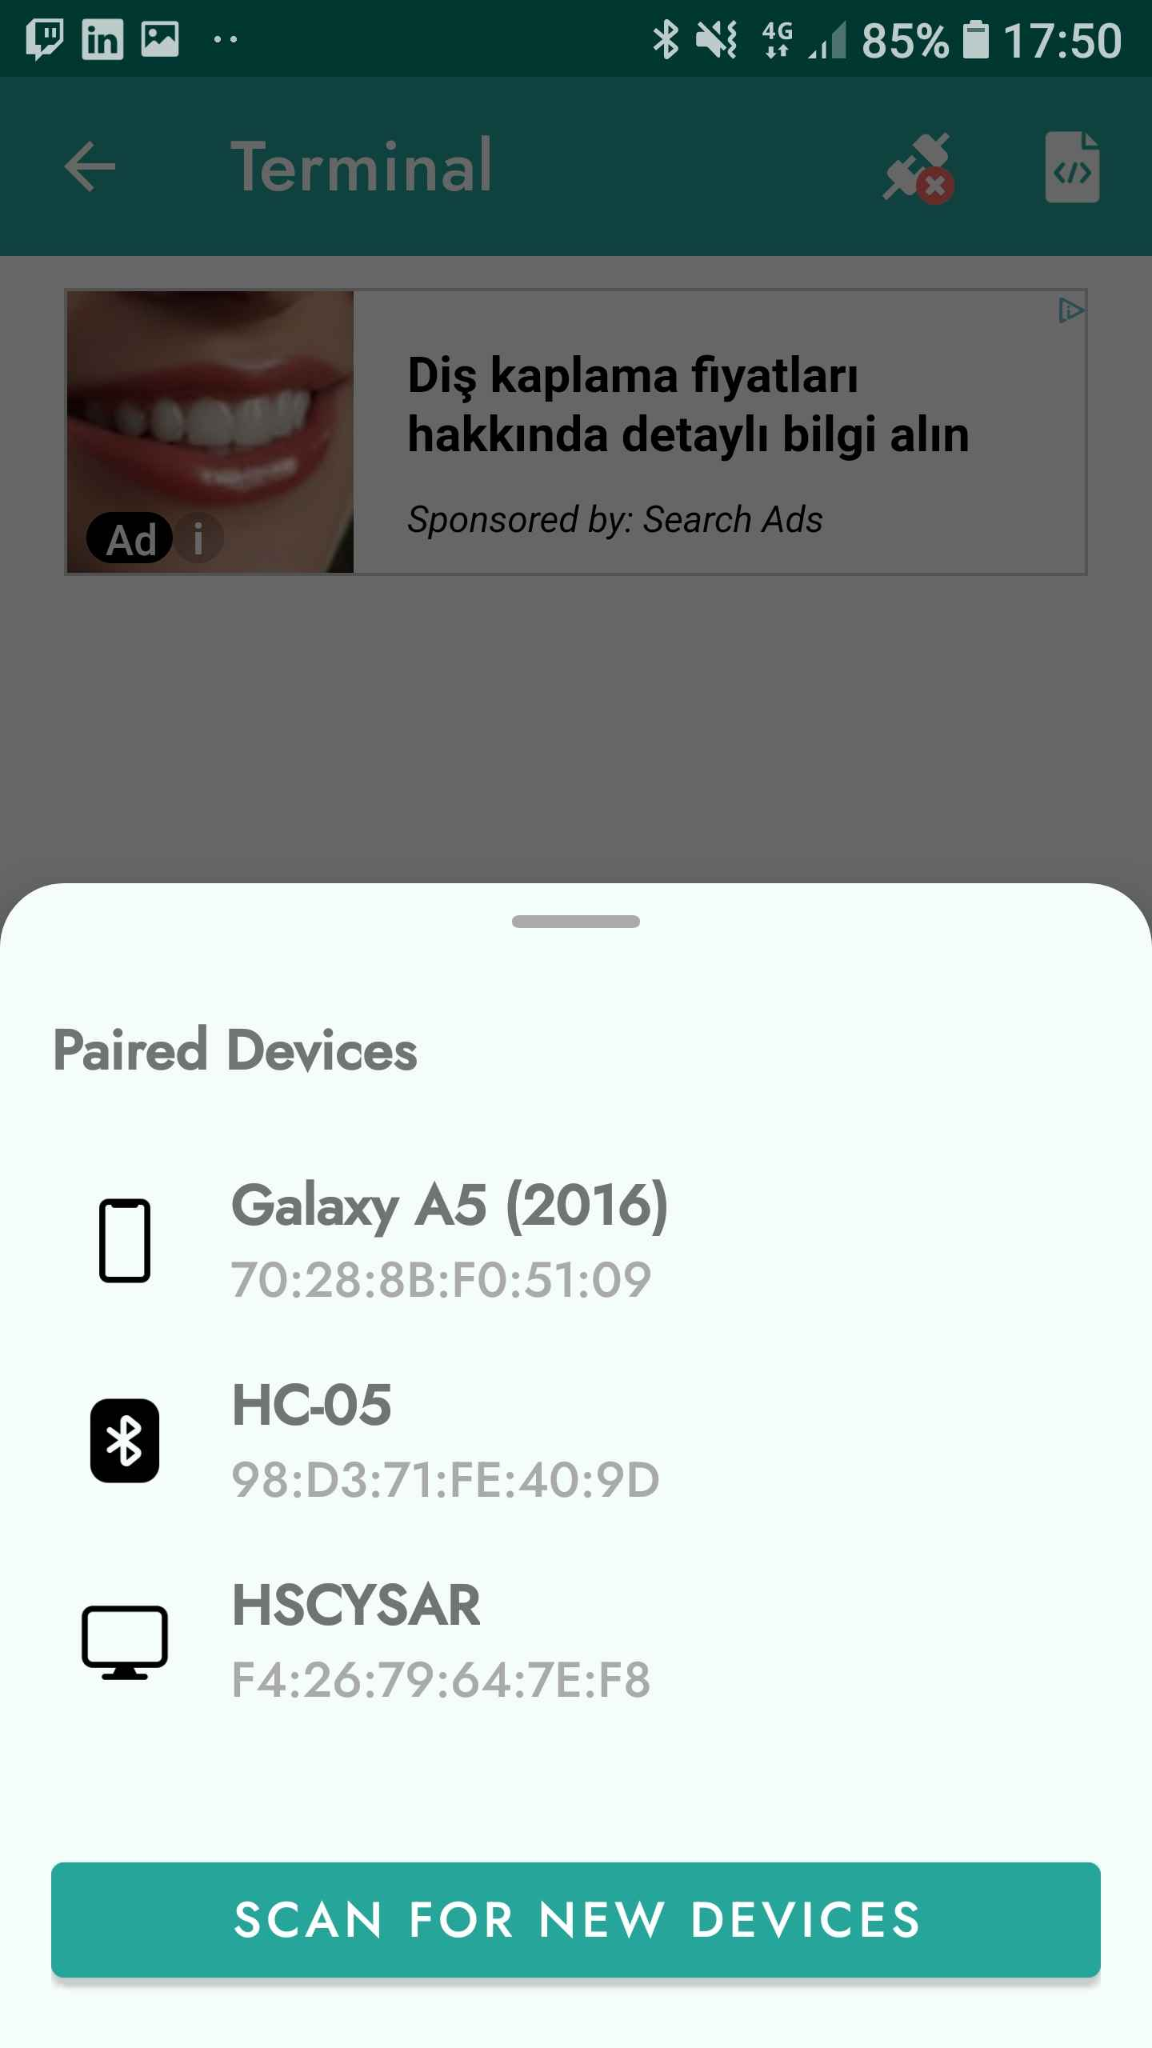 4G 85% 17:50
Terminal
Diş kaplama fiyatları
hakkında detaylı bilgi alın
Sponsored by: Search Ads
Ad i
Paired Devices
Galaxy A5 (2016)
70:28:8B:F0:51:09
HC-05
98:D3:71:FE:40:9D
HSCYSAR
F4:26:79:64:7E:F8
SCAN FOR NEW DEVICES